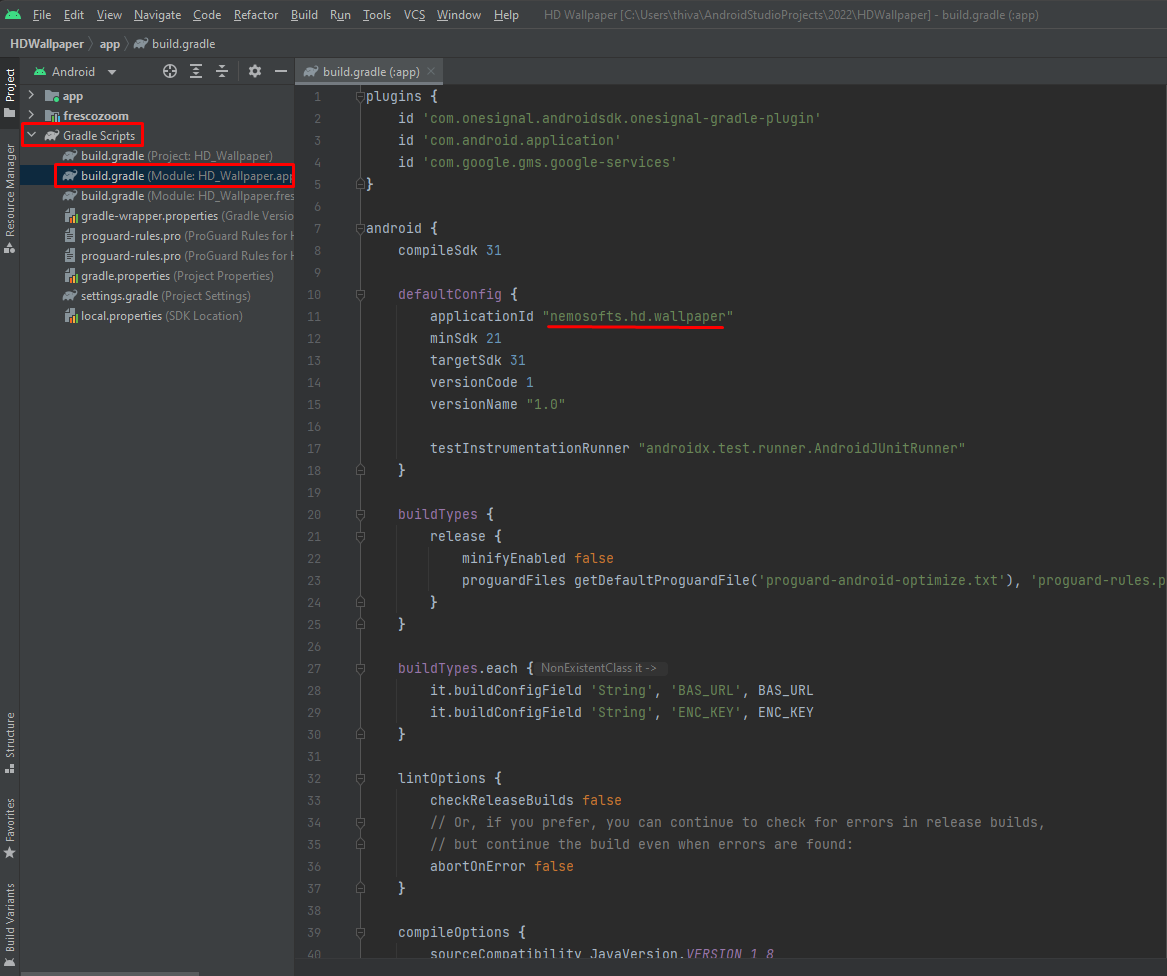 File Edit View Navigate Code Refactor Build Run Tools VCS Window Help HD Wallpaper [C:\Users\thiva\AndroidStudioProjects\2022\HDWallpaper] - build.gradle (:app)
HDWallpaper app build.gradle
Project
Resource Manager
Structure
Favorites
Build Variants
Android
app
frescozoom
Gradle Scripts
build.gradle (Project: HD_Wallpaper)
build.gradle (Module: HD_Wallpaper.app
build.gradle (Module: HD_Wallpaper.fres
gradle-wrapper.properties (Gradle Versio
proguard-rules.pro (ProGuard Rules for H
proguard-rules.pro (ProGuard Rules for H
gradle.properties (Project Properties)
settings.gradle (Project Settings)
local.properties (SDK Location)
build.gradle (:app)
1 plugins {
2 id 'com.onesignal.androidsdk.onesignal-gradle-plugin'
3 id 'com.android.application'
4 id 'com.google.gms.google-services'
5 }
6
7 android {
8 compileSdk 31
9
10 defaultConfig {
11 applicationId "nemosofts.hd.wallpaper"
12 minSdk 21
13 targetSdk 31
14 versionCode 1
15 versionName "1.0"
16
17 testInstrumentationRunner "androidx.test.runner.AndroidJUnitRunner"
18 }
19
20 buildTypes {
21 release {
22 minifyEnabled false
23 proguardFiles getDefaultProguardFile('proguard-android-optimize.txt'), 'proguard-rules.p
24 }
25 }
26
27 buildTypes.each { NonExistentClass it ->
28 it.buildConfigField 'String', 'BAS_URL', BAS_URL
29 it.buildConfigField 'String', 'ENC_KEY', ENC_KEY
30 }
31
32 lintOptions {
33 checkReleaseBuilds false
34 // Or, if you prefer, you can continue to check for errors in release builds,
35 // but continue the build even when errors are found:
36 abortOnError false
37 }
38
39 compileOptions {
40 sourceCompatibility JavaVersion.VERSION_1_8